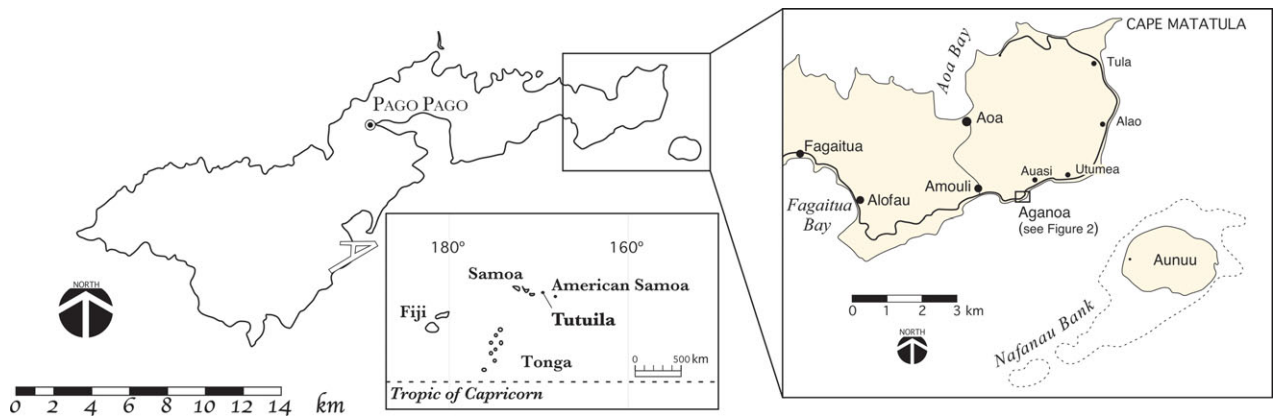 PAGO PAGO
NORTH
0 2 4 6 8 10 12 14 km
180° 160°
Samoa
American Samoa
Fiji
Tutuila
Tonga
0 500 km
Tropic of Capricorn
CAPE MATATULA
Aoa Bay
Tula
Aoa
Alao
Fagaitua
Auasi
Utumea
Amouli
Alofau
Fagaitua
Bay
Aganoa
(see Figure 2)
Aunuu
0 1 2 3 km
NORTH
Nafanau Bank